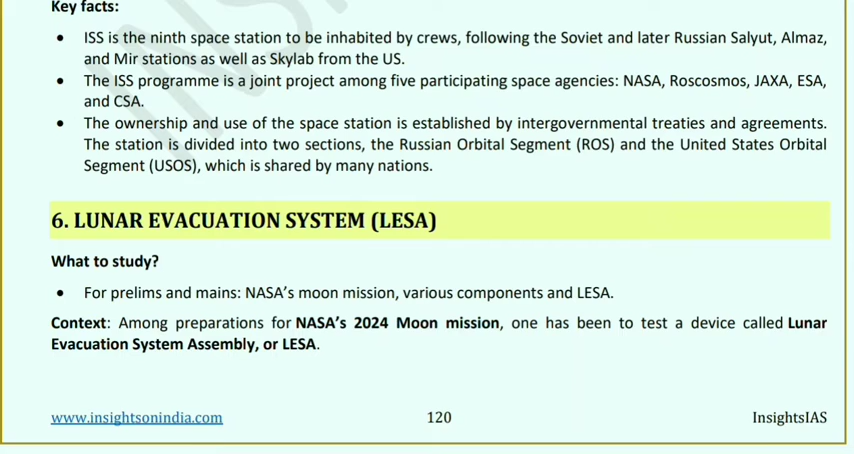 Key facts:
• ISS is the ninth space station to be inhabited by crews, following the Soviet and later Russian Salyut, Almaz,
and Mir stations as well as Skylab from the US.
• The ISS programme is a joint project among five participating space agencies: NASA, Roscosmos, JAXA, ESA,
and CSA.
• The ownership and use of the space station is established by intergovernmental treaties and agreements.
The station is divided into two sections, the Russian Orbital Segment (ROS) and the United States Orbital
Segment (USOS), which is shared by many nations.
6. LUNAR EVACUATION SYSTEM (LESA)
What to study?
• For prelims and mains: NASA’s moon mission, various components and LESA.
Context: Among preparations for NASA’s 2024 Moon mission, one has been to test a device called Lunar
Evacuation System Assembly, or LESA.
www.insightsonindia.com 120 InsightsIAS